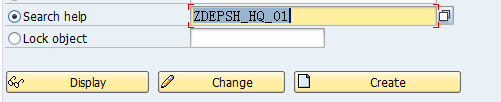 Search help ZDEPSH_HQ_01
Lock object
Display Change Create